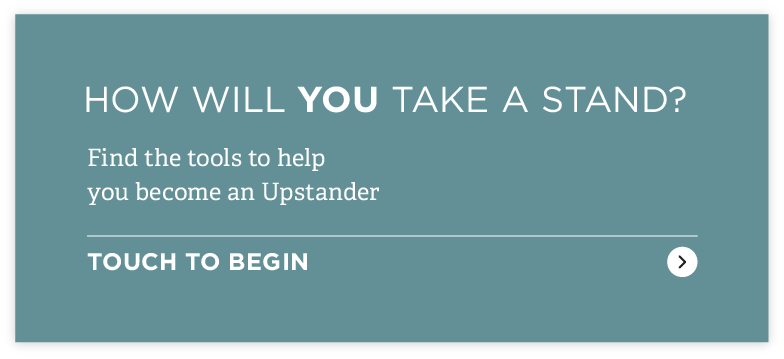 HOW WILL YOU TAKE A STAND?
Find the tools to help
you become an Upstander
TOUCH TO BEGIN